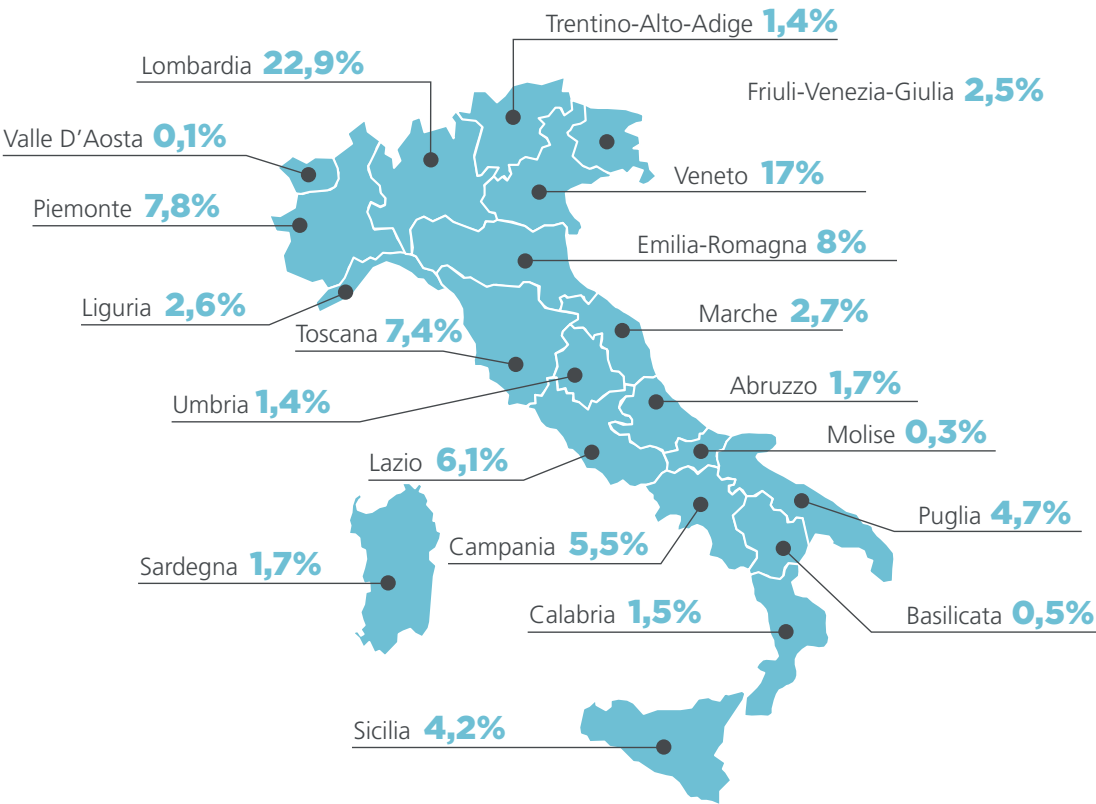 Trentino-Alto-Adige 1,4%
Lombardia 22,9%
Friuli-Venezia-Giulia 2,5%
Valle D’Aosta 0,1%
Veneto 17%
Piemonte 7,8%
Emilia-Romagna 8%
Liguria 2,6%
Marche 2,7%
Toscana 7,4%
Abruzzo 1,7%
Umbria 1,4%
Molise 0,3%
Lazio 6,1%
Puglia 4,7%
Campania 5,5%
Sardegna 1,7%
Calabria 1,5%
Basilicata 0,5%
Sicilia 4,2%